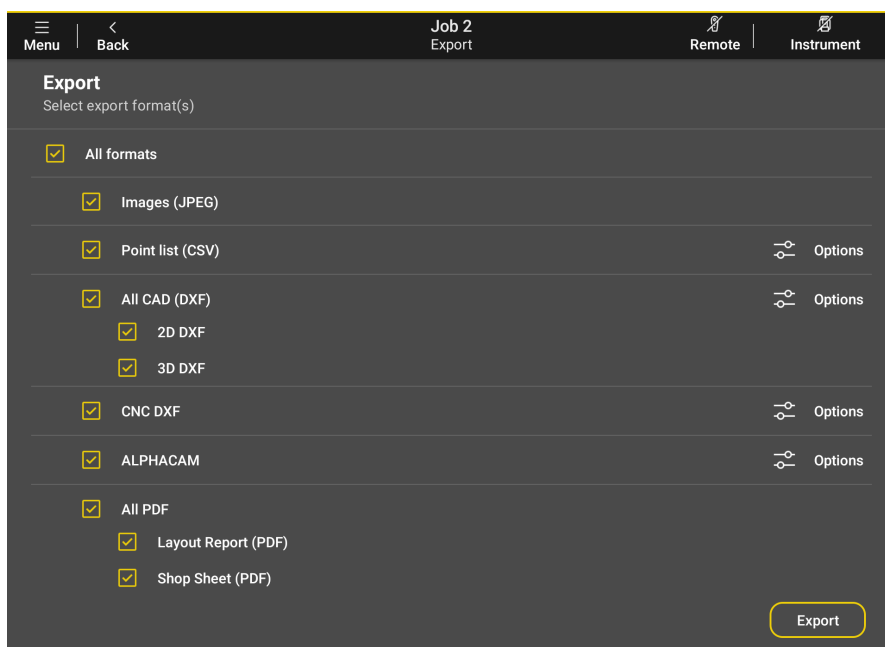 Menu
Back
Job 2
Export
Remote
Instrument
Export
Select export format(s)
All formats
Images (JPEG)
Point list (CSV) Options
All CAD (DXF) Options
2D DXF
3D DXF
CNC DXF Options
ALPHACAM Options
All PDF
Layout Report (PDF)
Shop Sheet (PDF)
Export